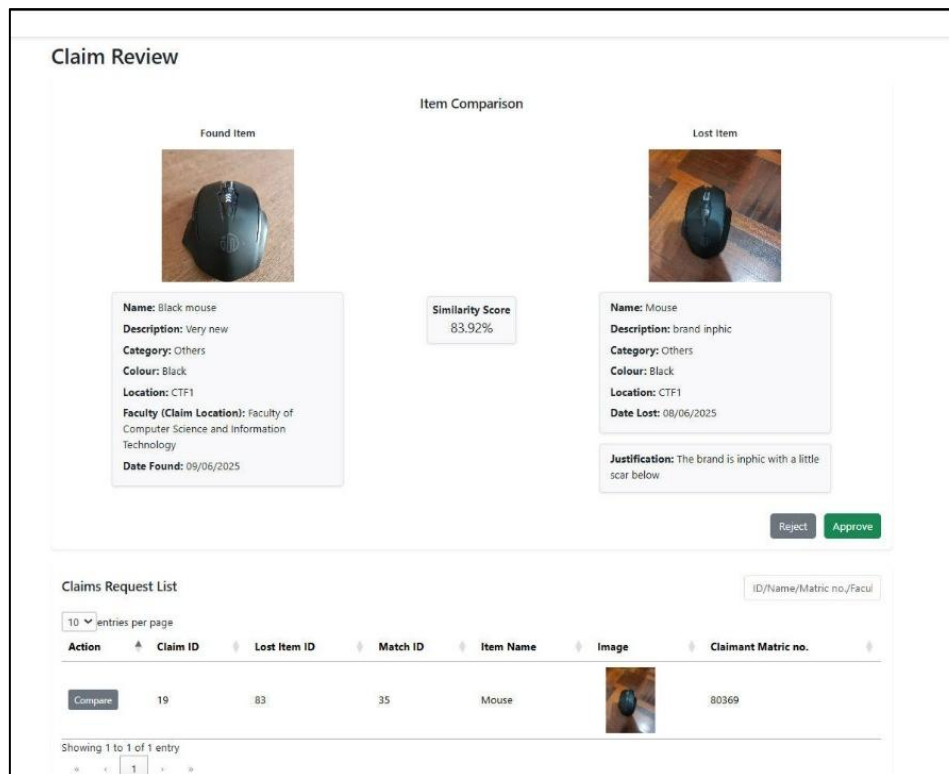 Claim Review
Item Comparison
Found Item
Lost Item
Name: Black mouse
Description: Very new
Category: Others
Colour: Black
Location: CTF1
Faculty (Claim Location): Faculty of
Computer Science and Information
Technology
Date Found: 09/06/2025
Similarity Score
83.92%
Name: Mouse
Description: brand inphic
Category: Others
Colour: Black
Location: CTF1
Date Lost: 08/06/2025
Justification: The brand is inphic with a little
scar below
Reject Approve
Claims Request List
ID/Name/Matric no./Facul
10 entries per page
Action Claim ID Lost Item ID Match ID Item Name Image Claimant Matric no.
Compare 19 83 35 Mouse 80369
Showing 1 to 1 of 1 entry
« ‹ 1 › »